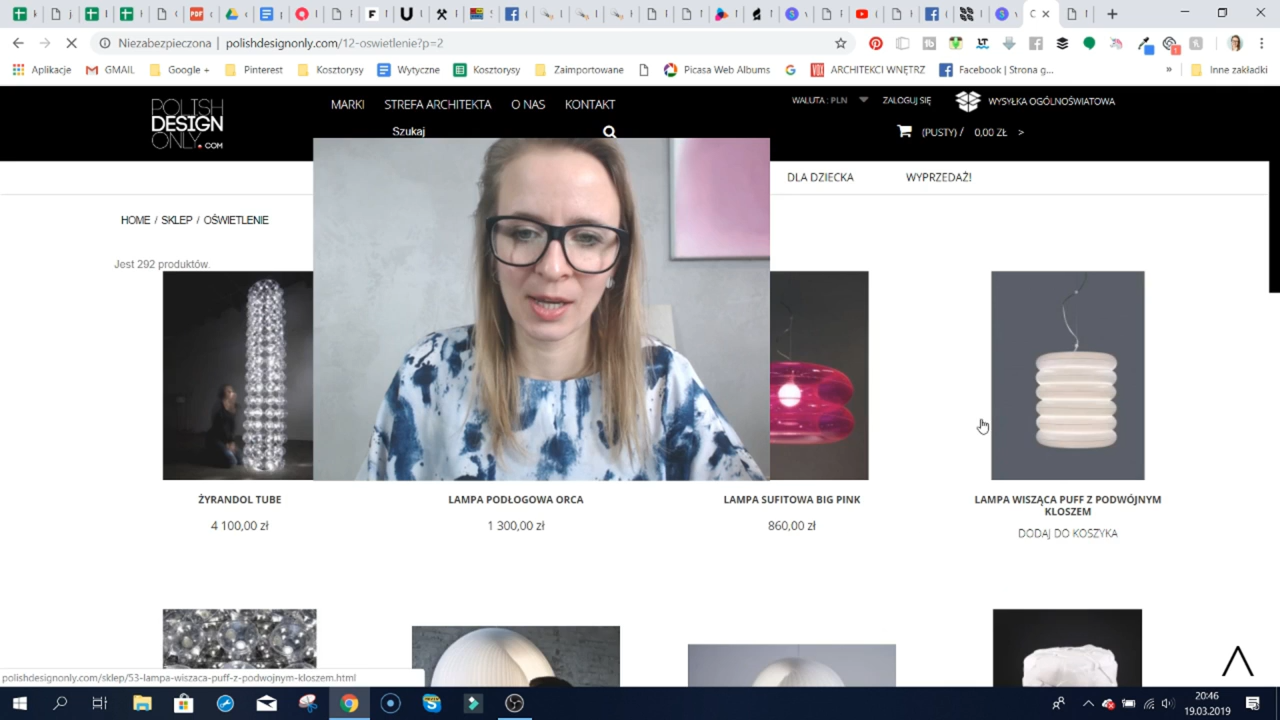 PDF
Niezabezpieczona | polishdesignonly.com/12-oswietlenie?p=2
Aplikacje
GMAIL
Google +
Pinterest
Kosztorysy
Wytyczne
Kosztorysy
Zaimportowane
Picasa Web Albums
ARCHITEKCI WNĘTRZ
Facebook | Strona g...
»
Inne zakładki
POLISH
DESIGN
ONLY.COM
MARKI
STREFA ARCHITEKTA
O NAS
KONTAKT
WALUTA : PLN
ZALOGUJ SIĘ
WYSYŁKA OGÓLNOŚWIATOWA
Szukaj
(PUSTY) / 0,00 ZŁ >
DLA DZIECKA
WYPRZEDAŻ!
HOME / SKLEP / OŚWIETLENIE
Jest 292 produktów.
ŻYRANDOL TUBE
4 100,00 zł
LAMPA PODŁOGOWA ORCA
1 300,00 zł
LAMPA SUFITOWA BIG PINK
860,00 zł
LAMPA WISZĄCA PUFF Z PODWÓJNYM
KLOSZEM
DODAJ DO KOSZYKA
polishdesignonly.com/sklep/53-lampa-wiszaca-puff-z-podwojnym-kloszem.html
20:46
19.03.2019